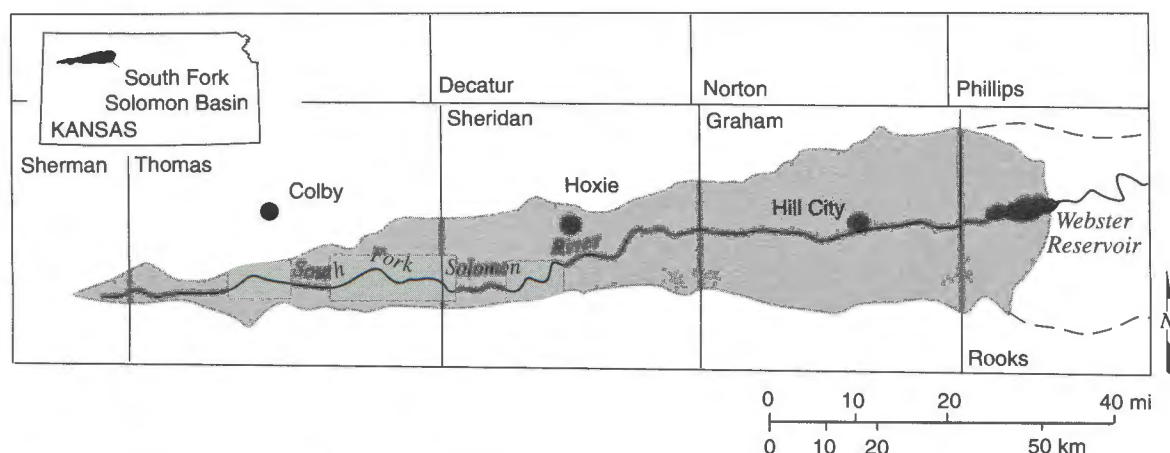 South Fork
Solomon Basin
KANSAS
Decatur
Norton
Phillips
Sherman
Thomas
Sheridan
Graham
Colby
Hoxie
Hill City
South Fork Solomon River
Webster
Reservoir
N
Rooks
0 10 20 40 mi
0 10 20 50 km